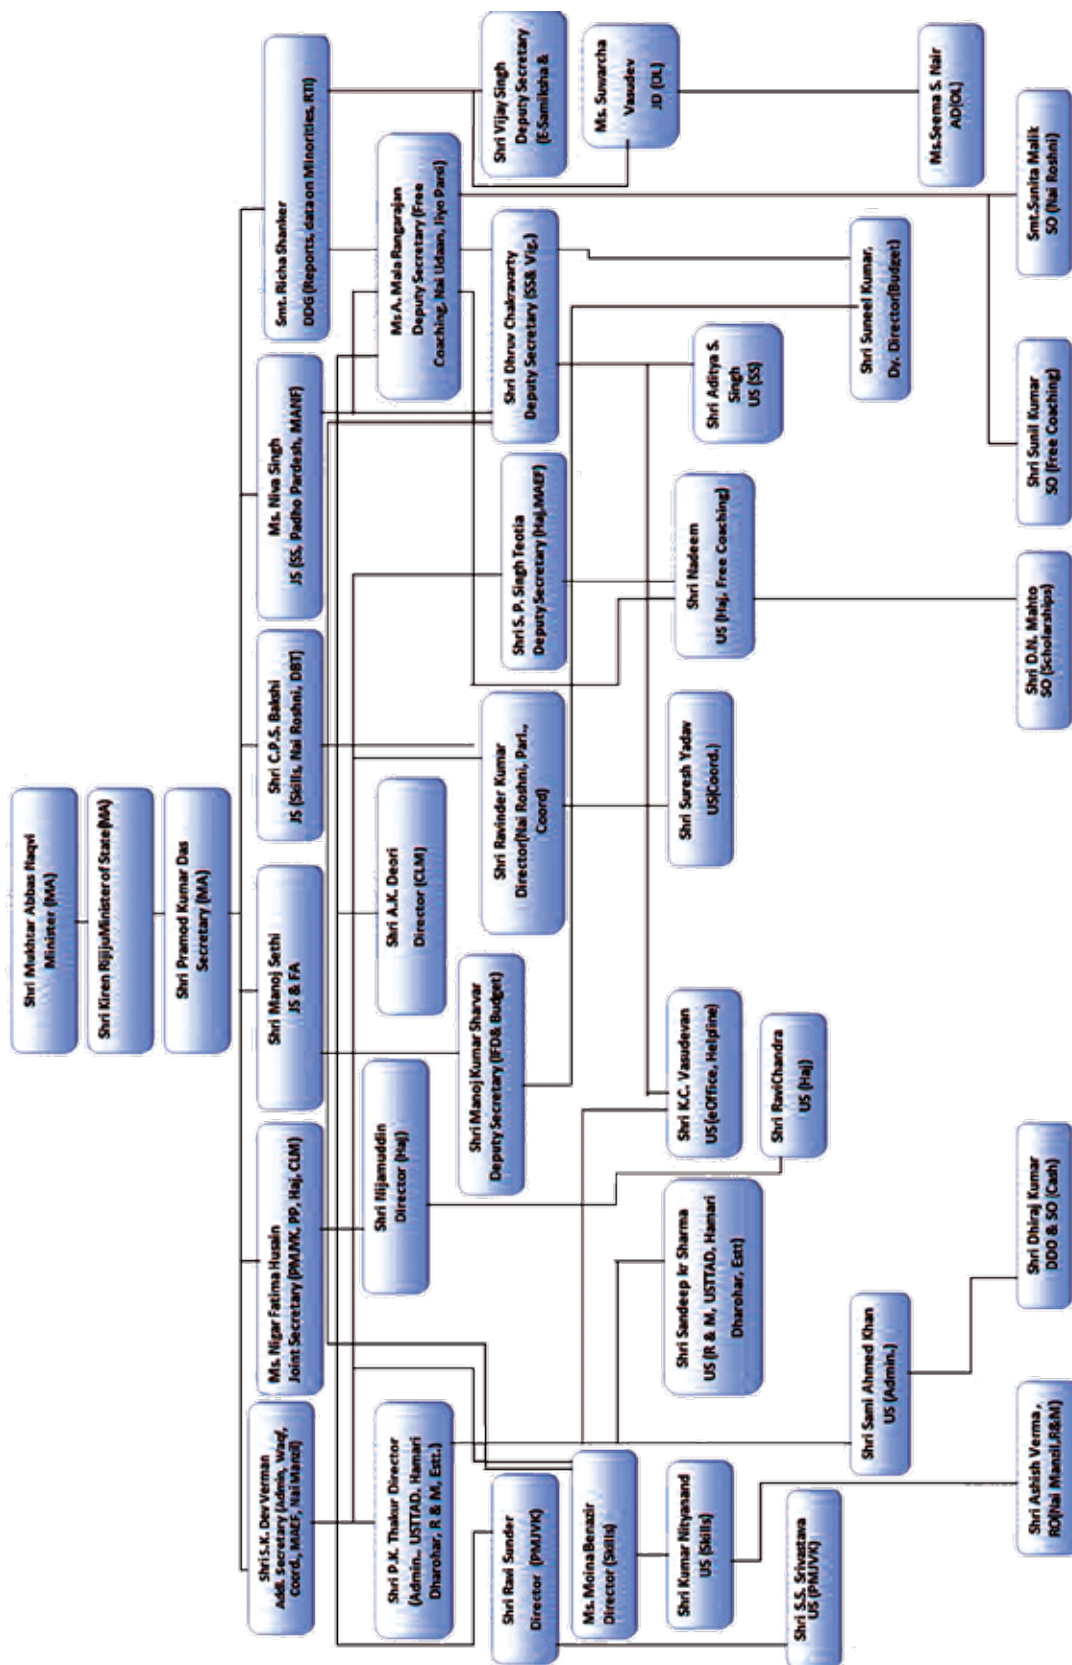 Shri Mukhtar Abbas Naqvi
Minister (MA)
Shri Kiren RijijuMinister of State(MA)
Shri Pramod Kumar Das
Secretary (MA)
Shri S.K. Dev Verman
Add. Secretary (Admin, Waqf,
Coord., MAEF, Nai Manzil)
Ms. Nigar Fatima Husain
Joint Secretary (PMJVK, PP, Haj, CLM)
Shri Manoj Sethi
JS & FA
Shri C.P.S. Bakshi
JS (Skills, Nai Roshni, DBT)
Ms. Niva Singh
JS (SS, Padho Pardesh, MANF)
Smt. Richa Shanker
DDG (Reports, data on Minorities, RTI)
Shri P.K. Thakur Director
(Admin.. USTTAD, Hamari
Dharohar, R & M, Estt.)
Shri Nijamuddin
Director (Haj)
Shri A.K. Deori
Director (CLM)
Ms A. Mala Rangarajan
Deputy Secretary (Free
Coaching, Nai Udaan, Jiyo Parsi)
Shri Ravi Sunder
Director (PMJVK)
Shri Manoj Kumar Sharvar
Deputy Secretary (IFD& Budget)
Shri Ravinder Kumar
Director(Nai Roshni, Parl.,
Coord)
Shri S. P. Singh Teotia
Deputy Secretary (Haj,MAEF)
Shri Dhruv Chakravarty
Deputy Secretary (SS& Vig.)
Shri Vijay Singh
Deputy Secretary
(E-Samiksha &
Ms. Moina Benazir
Director (Skills)
Ms. Suwarcha
Vasudev
JD (OL)
Shri Kumar Nityanand
US (Skills)
Shri Sandeep kr Sharma
US (R & M, USTTAD, Hamari
Dharohar, Estt)
Shri K.C. Vasudevan
US (eOffice, Helpline)
Shri Suresh Yadav
US(Coord.)
Shri Nadeem
US (Haj, Free Coaching)
Shri Aditya S.
Singh
US (SS)
Shri S.S. Srivastava
US (PMJVK)
Shri RaviChandra
US (Haj)
Shri Sami Ahmed Khan
US (Admin.)
Shri Suneel Kumar,
Dy. Director(Budget)
Ms.Seema S. Nair
AD(OL)
Shri Ashish Verma ,
RO(Nai Manzil,R&M)
Shri Dhiraj Kumar
DDO & SO (Cash)
Shri D.N. Mahto
SO (Scholarships)
Shri Sunil Kumar
SO (Free Coaching)
Smt.Sunita Malik
SO (Nai Roshni)